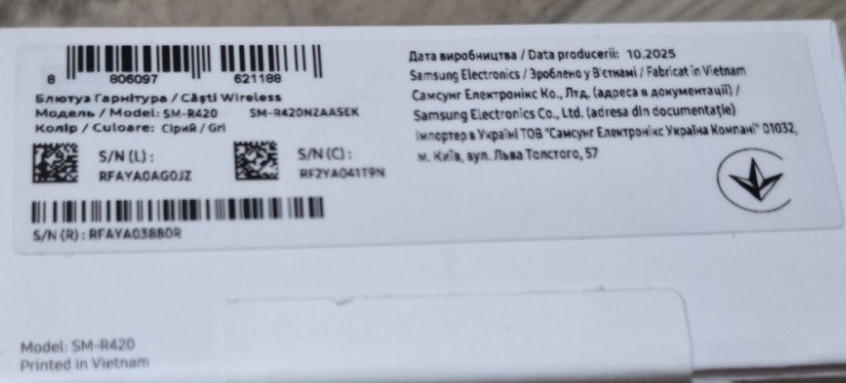 8 806097 621188
Блютуз Гарнітура / Căști Wireless
Модель / Model: SM-R420 SM-R420NZAASEK
Колір / Culoare: Сірий / Gri
S/N (L) :
RFAYA0AG0JZ
S/N (C) :
RF2YA041T9N
S/N (R) : RFAYA03880R
Дата виробництва / Data producerii: 10.2025
Samsung Electronics / Зроблено у В'єтнамі / Fabricat în Vietnam
Самсунг Електронікс Ко., Лтд. (адреса в документації) /
Samsung Electronics Co., Ltd. (adresa din documentație)
Імпортер в Україні ТОВ "Самсунг Електронікс Україна Компані" 01032,
м. Київ, вул. Льва Толстого, 57
Model: SM-R420
Printed in Vietnam